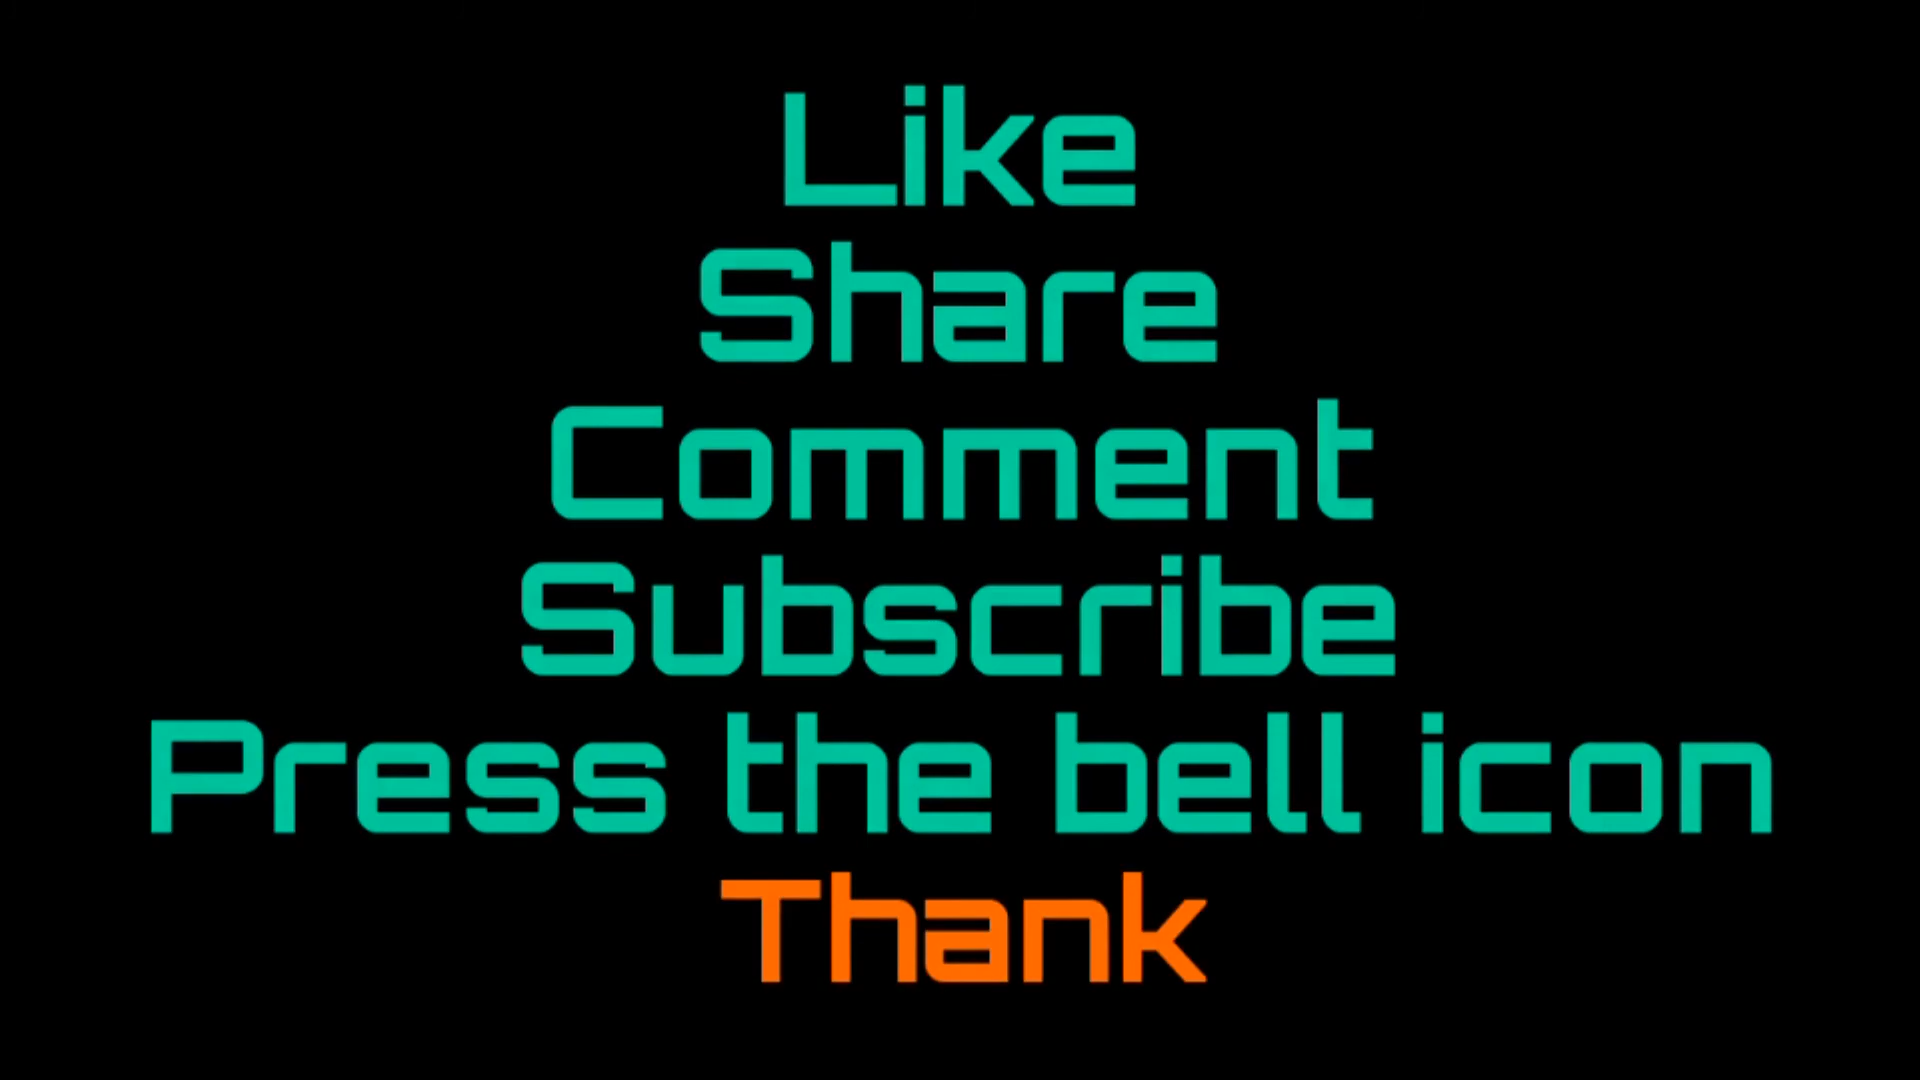 Like
Share
Comment
Subscribe
Press the bell icon
Thank